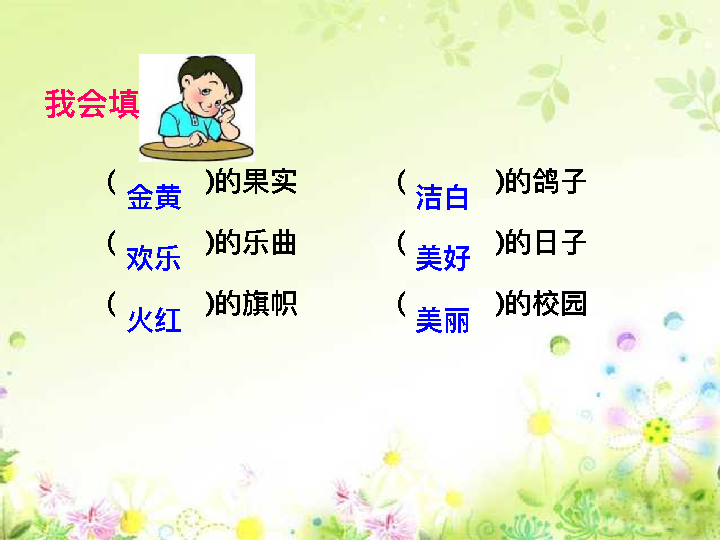 我会填
(金黄)的果实 (洁白)的鸽子
(欢乐)的乐曲 (美好)的日子
(火红)的旗帜 (美丽)的校园